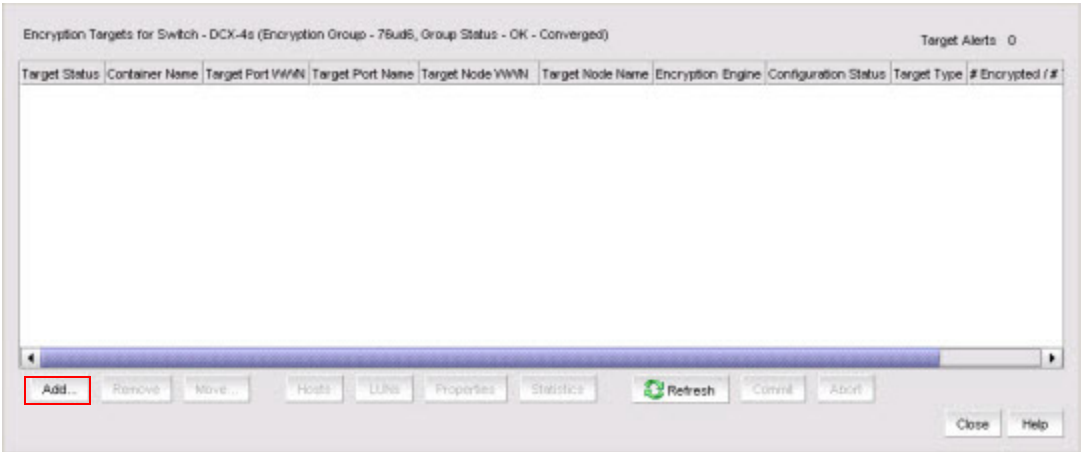 Encryption Targets for Switch - DCX-4s (Encryption Group - 76ud6, Group Status - OK - Converged)
Target Alerts 0
Target Status Container Name Target Port WWN Target Port Name Target Node WWN Target Node Name Encryption Engine Configuration Status Target Type # Encrypted / #
Add... Remove Move... Hosts LUNs Properties Statistics Refresh Commit Abort
Close Help